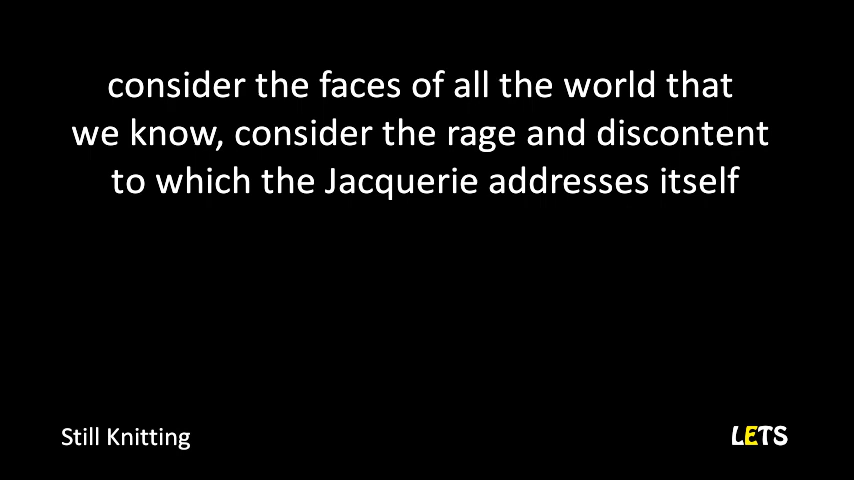 consider the faces of all the world that
we know, consider the rage and discontent
to which the Jacquerie addresses itself
Still Knitting
LETS